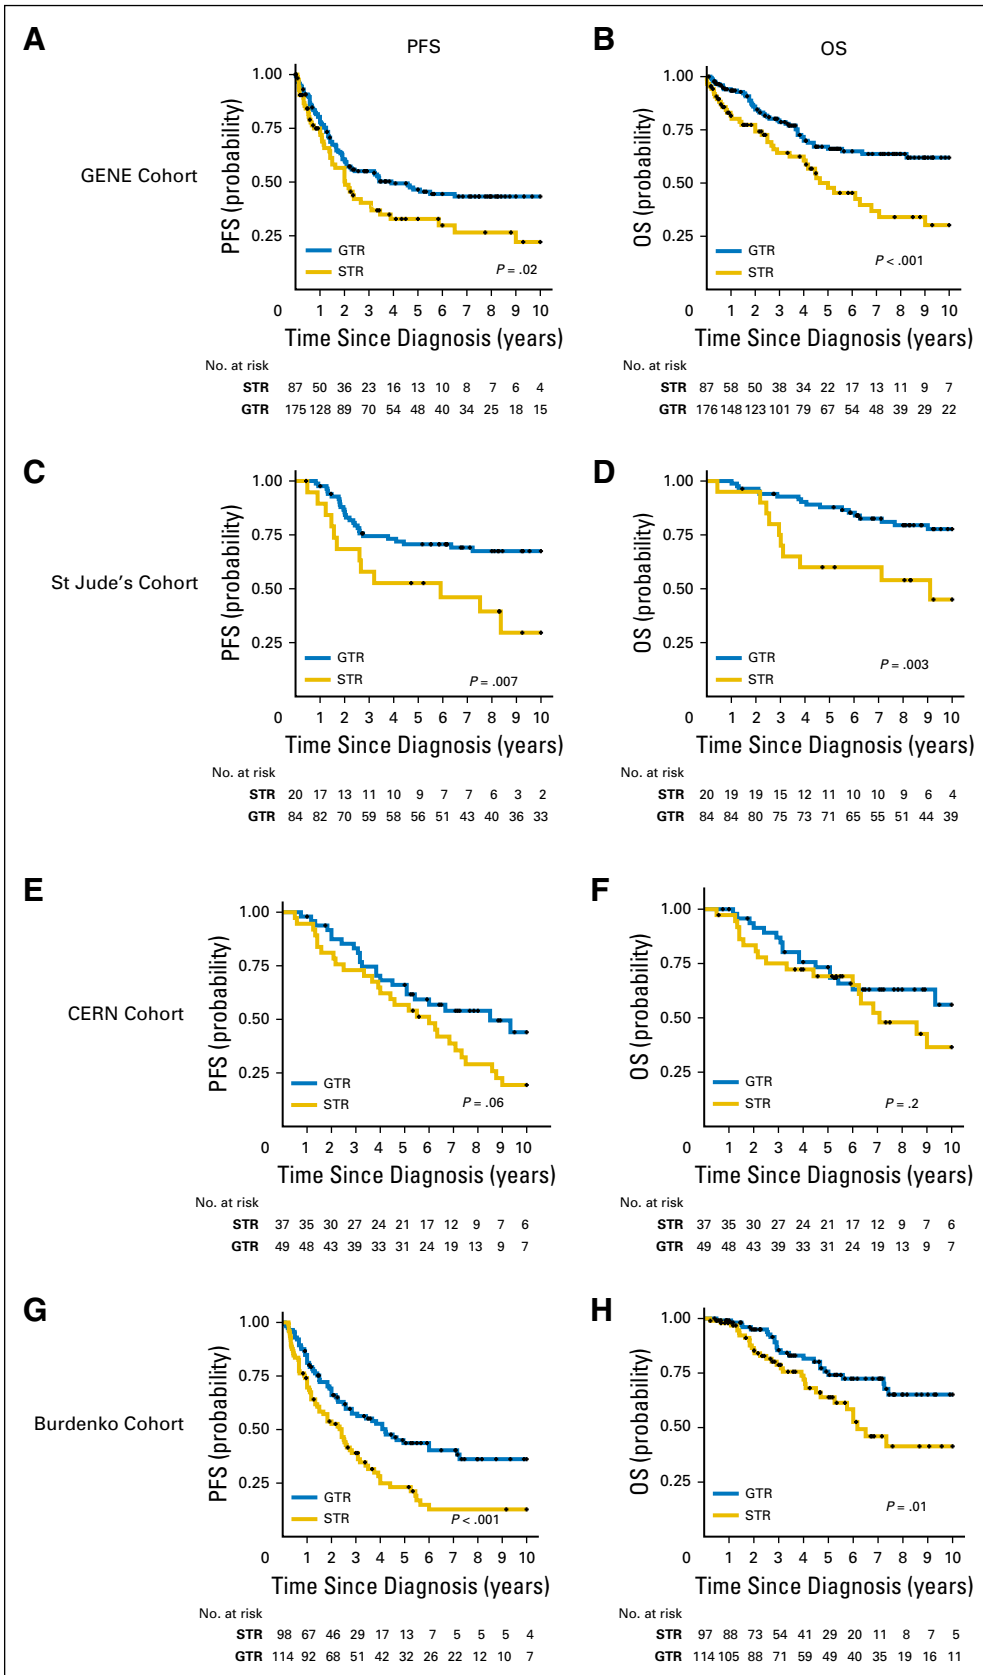 A
PFS
B
OS
GENE Cohort
PFS (probability)
1.00
0.75
0.50
0.25
GTR
STR
P = .02
0 1 2 3 4 5 6 7 8 9 10
Time Since Diagnosis (years)
No. at risk
STR 87 50 36 23 16 13 10 8 7 6 4
GTR 175 128 89 70 54 48 40 34 25 18 15
OS (probability)
1.00
0.75
0.50
0.25
GTR
STR
P < .001
0 1 2 3 4 5 6 7 8 9 10
Time Since Diagnosis (years)
No. at risk
STR 87 58 50 38 34 22 17 13 11 9 7
GTR 176 148 123 101 79 67 54 48 39 29 22
C
D
St Jude's Cohort
PFS (probability)
1.00
0.75
0.50
0.25
GTR
STR
P = .007
0 1 2 3 4 5 6 7 8 9 10
Time Since Diagnosis (years)
No. at risk
STR 20 17 13 11 10 9 7 7 6 3 2
GTR 84 82 70 59 58 56 51 43 40 36 33
OS (probability)
1.00
0.75
0.50
0.25
GTR
STR
P = .003
0 1 2 3 4 5 6 7 8 9 10
Time Since Diagnosis (years)
No. at risk
STR 20 19 19 15 12 11 10 10 9 6 4
GTR 84 84 80 75 73 71 65 55 51 44 39
E
F
CERN Cohort
PFS (probability)
1.00
0.75
0.50
0.25
GTR
STR
P = .06
0 1 2 3 4 5 6 7 8 9 10
Time Since Diagnosis (years)
No. at risk
STR 37 35 30 27 24 21 17 12 9 7 6
GTR 49 48 43 39 33 31 24 19 13 9 7
OS (probability)
1.00
0.75
0.50
0.25
GTR
STR
P = .2
0 1 2 3 4 5 6 7 8 9 10
Time Since Diagnosis (years)
No. at risk
STR 37 35 30 27 24 21 17 12 9 7 6
GTR 49 48 43 39 33 31 24 19 13 9 7
G
H
Burdenko Cohort
PFS (probability)
1.00
0.75
0.50
0.25
GTR
STR
P < .001
0 1 2 3 4 5 6 7 8 9 10
Time Since Diagnosis (years)
No. at risk
STR 98 67 46 29 17 13 7 5 5 5 4
GTR 114 92 68 51 42 32 26 22 12 10 7
OS (probability)
1.00
0.75
0.50
0.25
GTR
STR
P = .01
0 1 2 3 4 5 6 7 8 9 10
Time Since Diagnosis (years)
No. at risk
STR 97 88 73 54 41 29 20 11 8 7 5
GTR 114 105 88 71 59 49 40 35 19 16 11